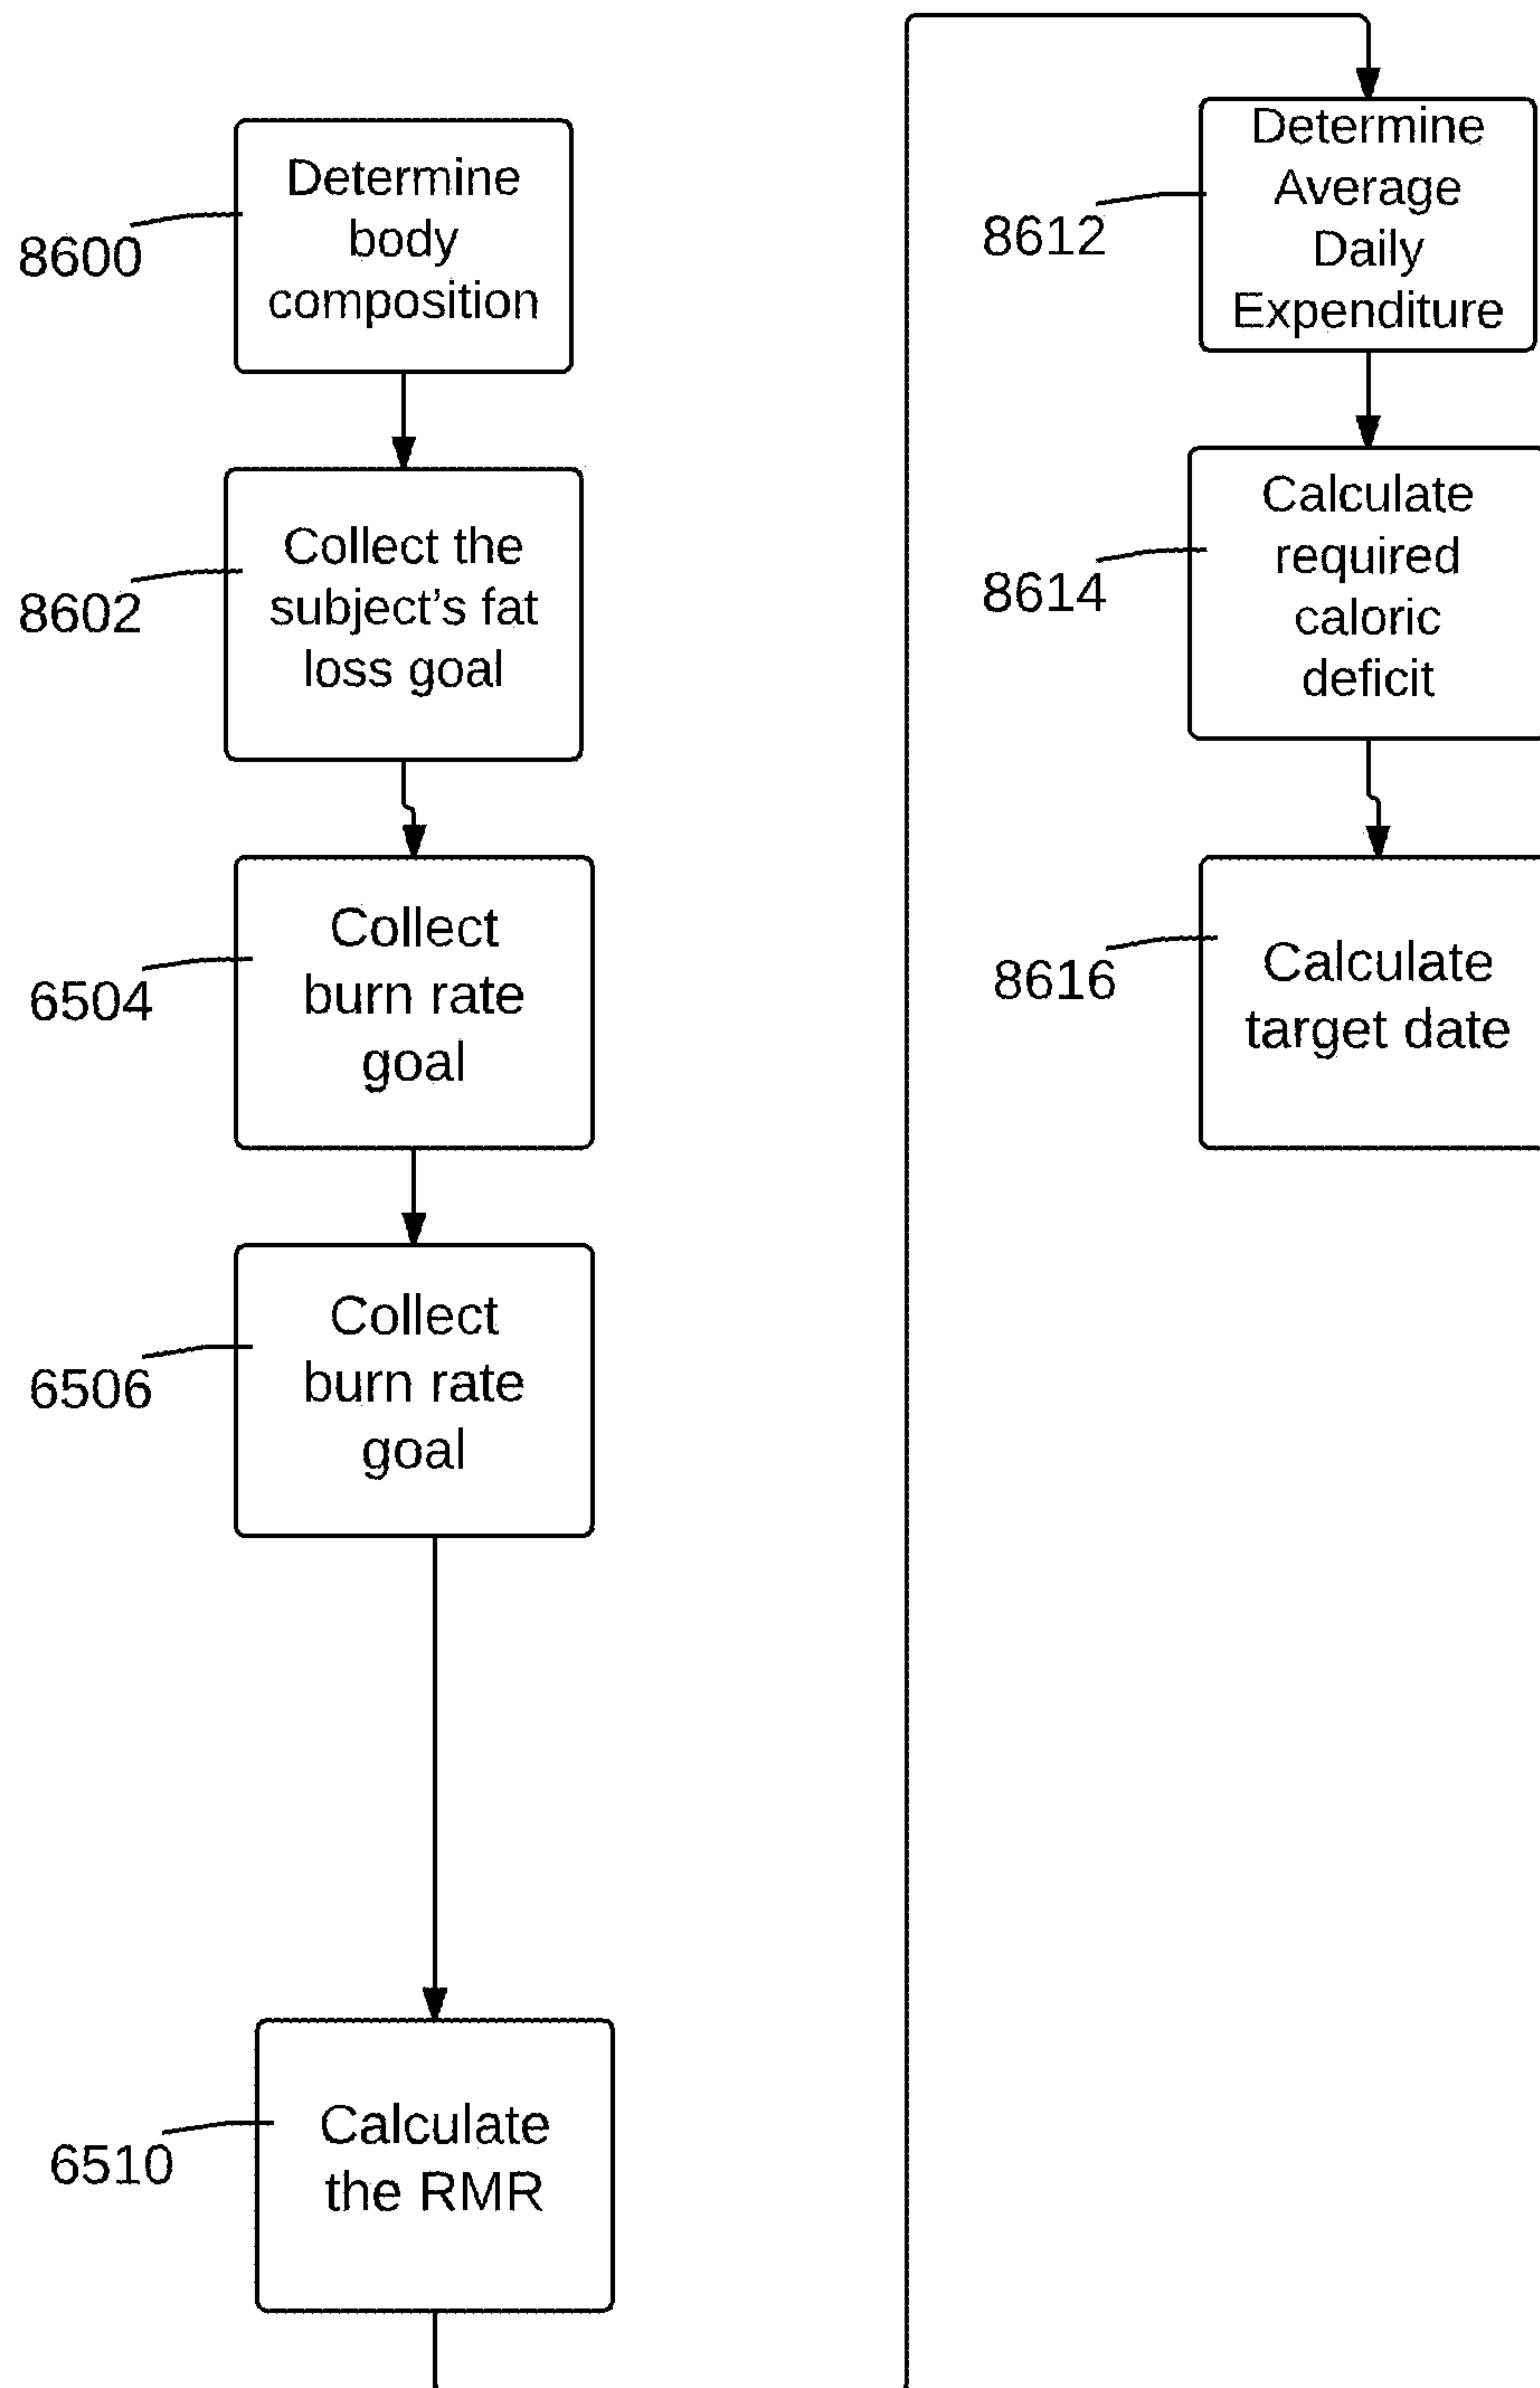 Determine
body
composition
8600
Collect the
subject’s fat
loss goal
8602
Collect
burn rate
goal
6504
Collect
burn rate
goal
6506
Calculate
the RMR
6510
Determine
Average
Daily
Expenditure
8612
Calculate
required
caloric
deficit
8614
Calculate
target date
8616